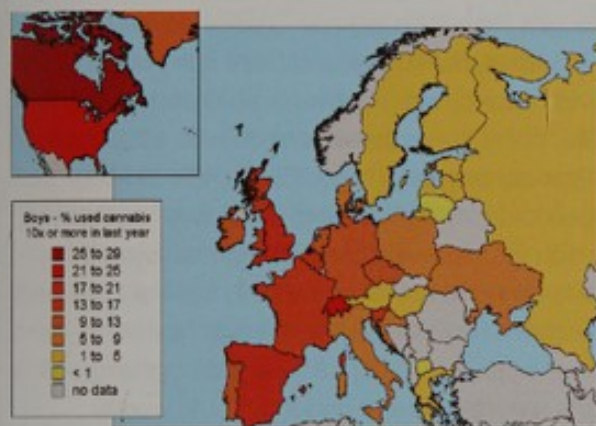 Boys - % used cannabis
10x or more in last year
25 to 29
21 to 25
17 to 21
13 to 17
9 to 13
5 to 9
1 to 5
< 1
no data